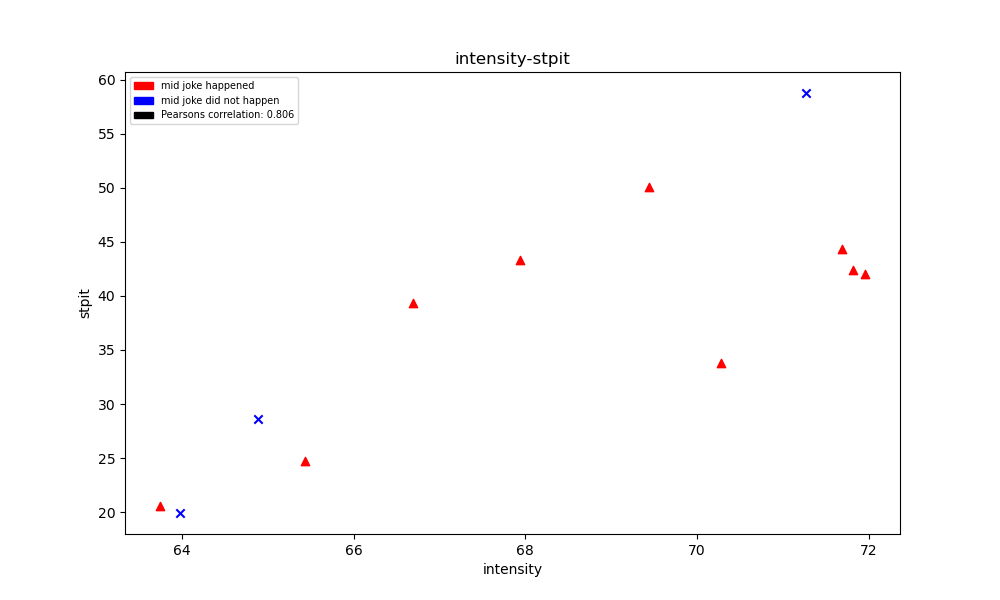 intensity-stpit
mid joke happened
mid joke did not happen
Pearsons correlation: 0.806
60
55
50
45
40
35
30
25
20
stpit
64 66 68 70 72
intensity